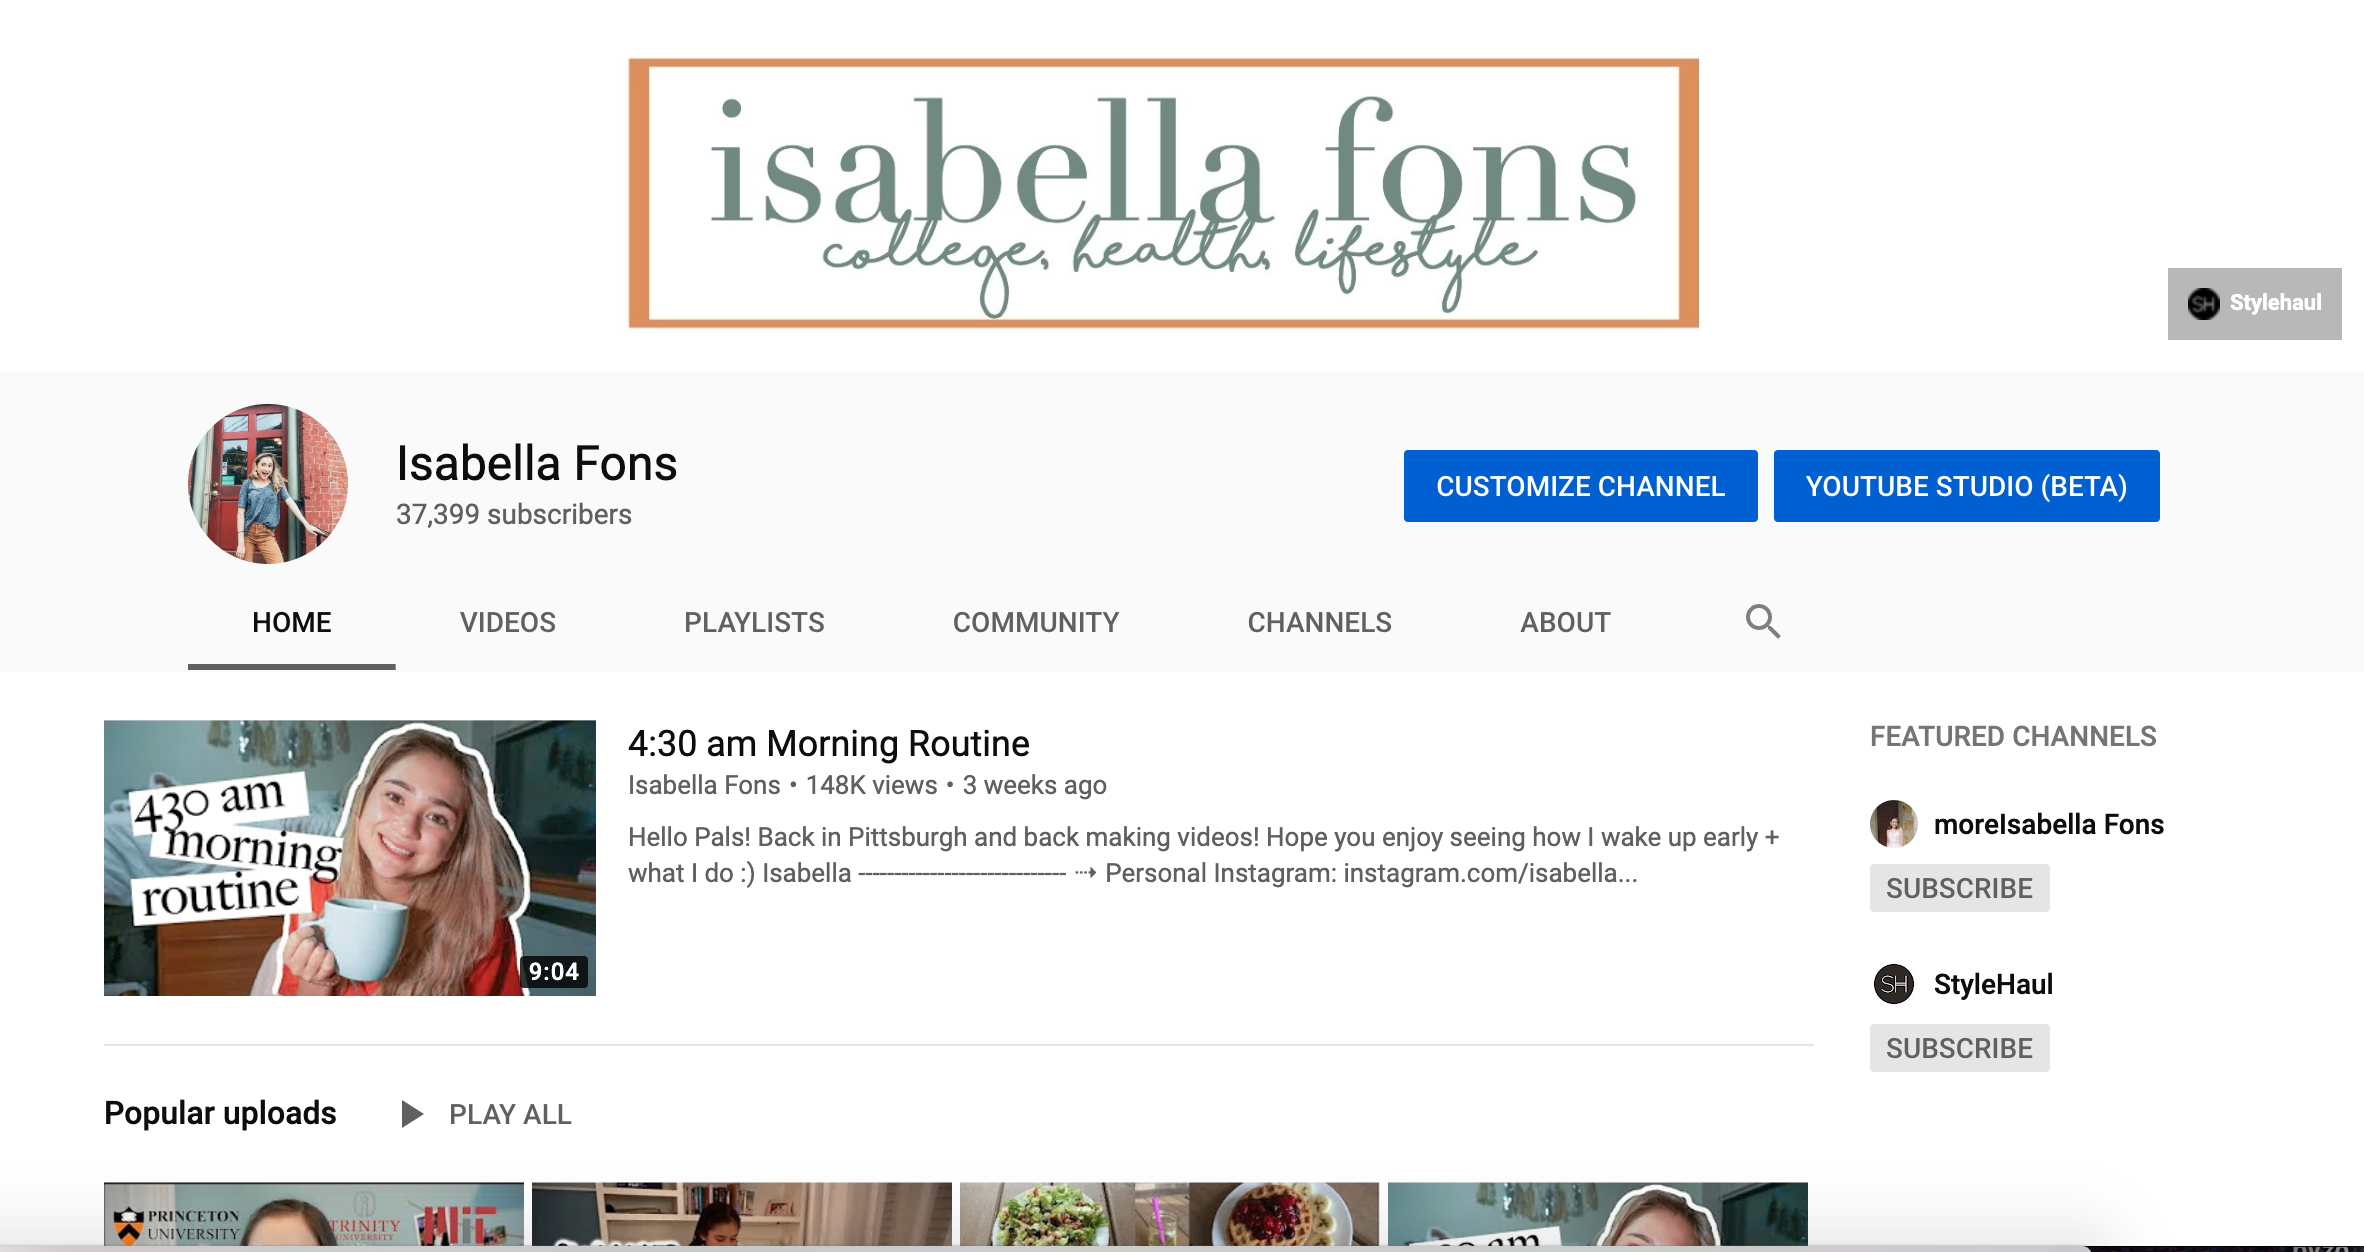 isabella fons
college, health, lifestyle
SH Stylehaul
Isabella Fons
37,399 subscribers
CUSTOMIZE CHANNEL
YOUTUBE STUDIO (BETA)
HOME VIDEOS PLAYLISTS COMMUNITY CHANNELS ABOUT
430 am
morning
routine
9:04
4:30 am Morning Routine
Isabella Fons • 148K views • 3 weeks ago
Hello Pals! Back in Pittsburgh and back making videos! Hope you enjoy seeing how I wake up early +
what I do :) Isabella ----------------------------- ⤑ Personal Instagram: instagram.com/isabella...
FEATURED CHANNELS
moreIsabella Fons
SUBSCRIBE
SH StyleHaul
SUBSCRIBE
Popular uploads
PLAY ALL
PRINCETON
UNIVERSITY
TRINITY
UNIVERSITY
MIT